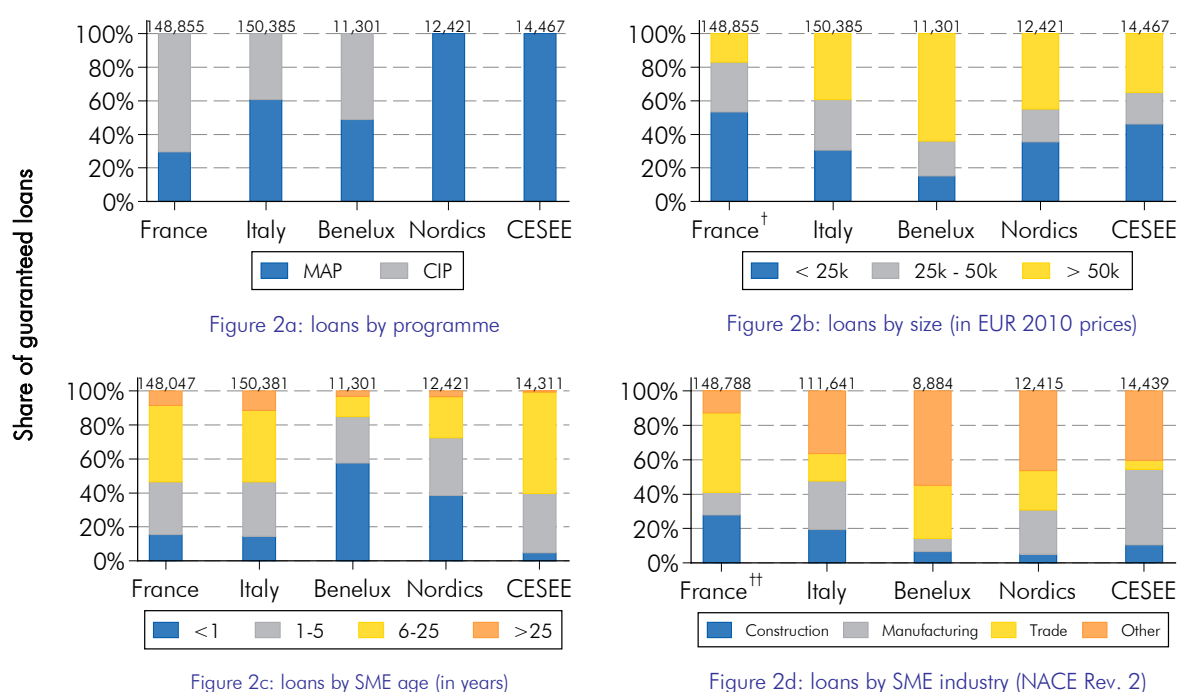 Share of guaranteed loans
148,855 150,385 11,301 12,421 14,467
100%
80%
60%
40%
20%
0%
France Italy Benelux Nordics CESEE
MAP CIP
Figure 2a: loans by programme
148,855 150,385 11,301 12,421 14,467
100%
80%
60%
40%
20%
0%
France† Italy Benelux Nordics CESEE
< 25k 25k - 50k > 50k
Figure 2b: loans by size (in EUR 2010 prices)
148,047 150,381 11,301 12,421 14,311
100%
80%
60%
40%
20%
0%
France Italy Benelux Nordics CESEE
<1 1-5 6-25 >25
Figure 2c: loans by SME age (in years)
148,788 111,641 8,884 12,415 14,439
100%
80%
60%
40%
20%
0%
France†† Italy Benelux Nordics CESEE
Construction Manufacturing Trade Other
Figure 2d: loans by SME industry (NACE Rev. 2)